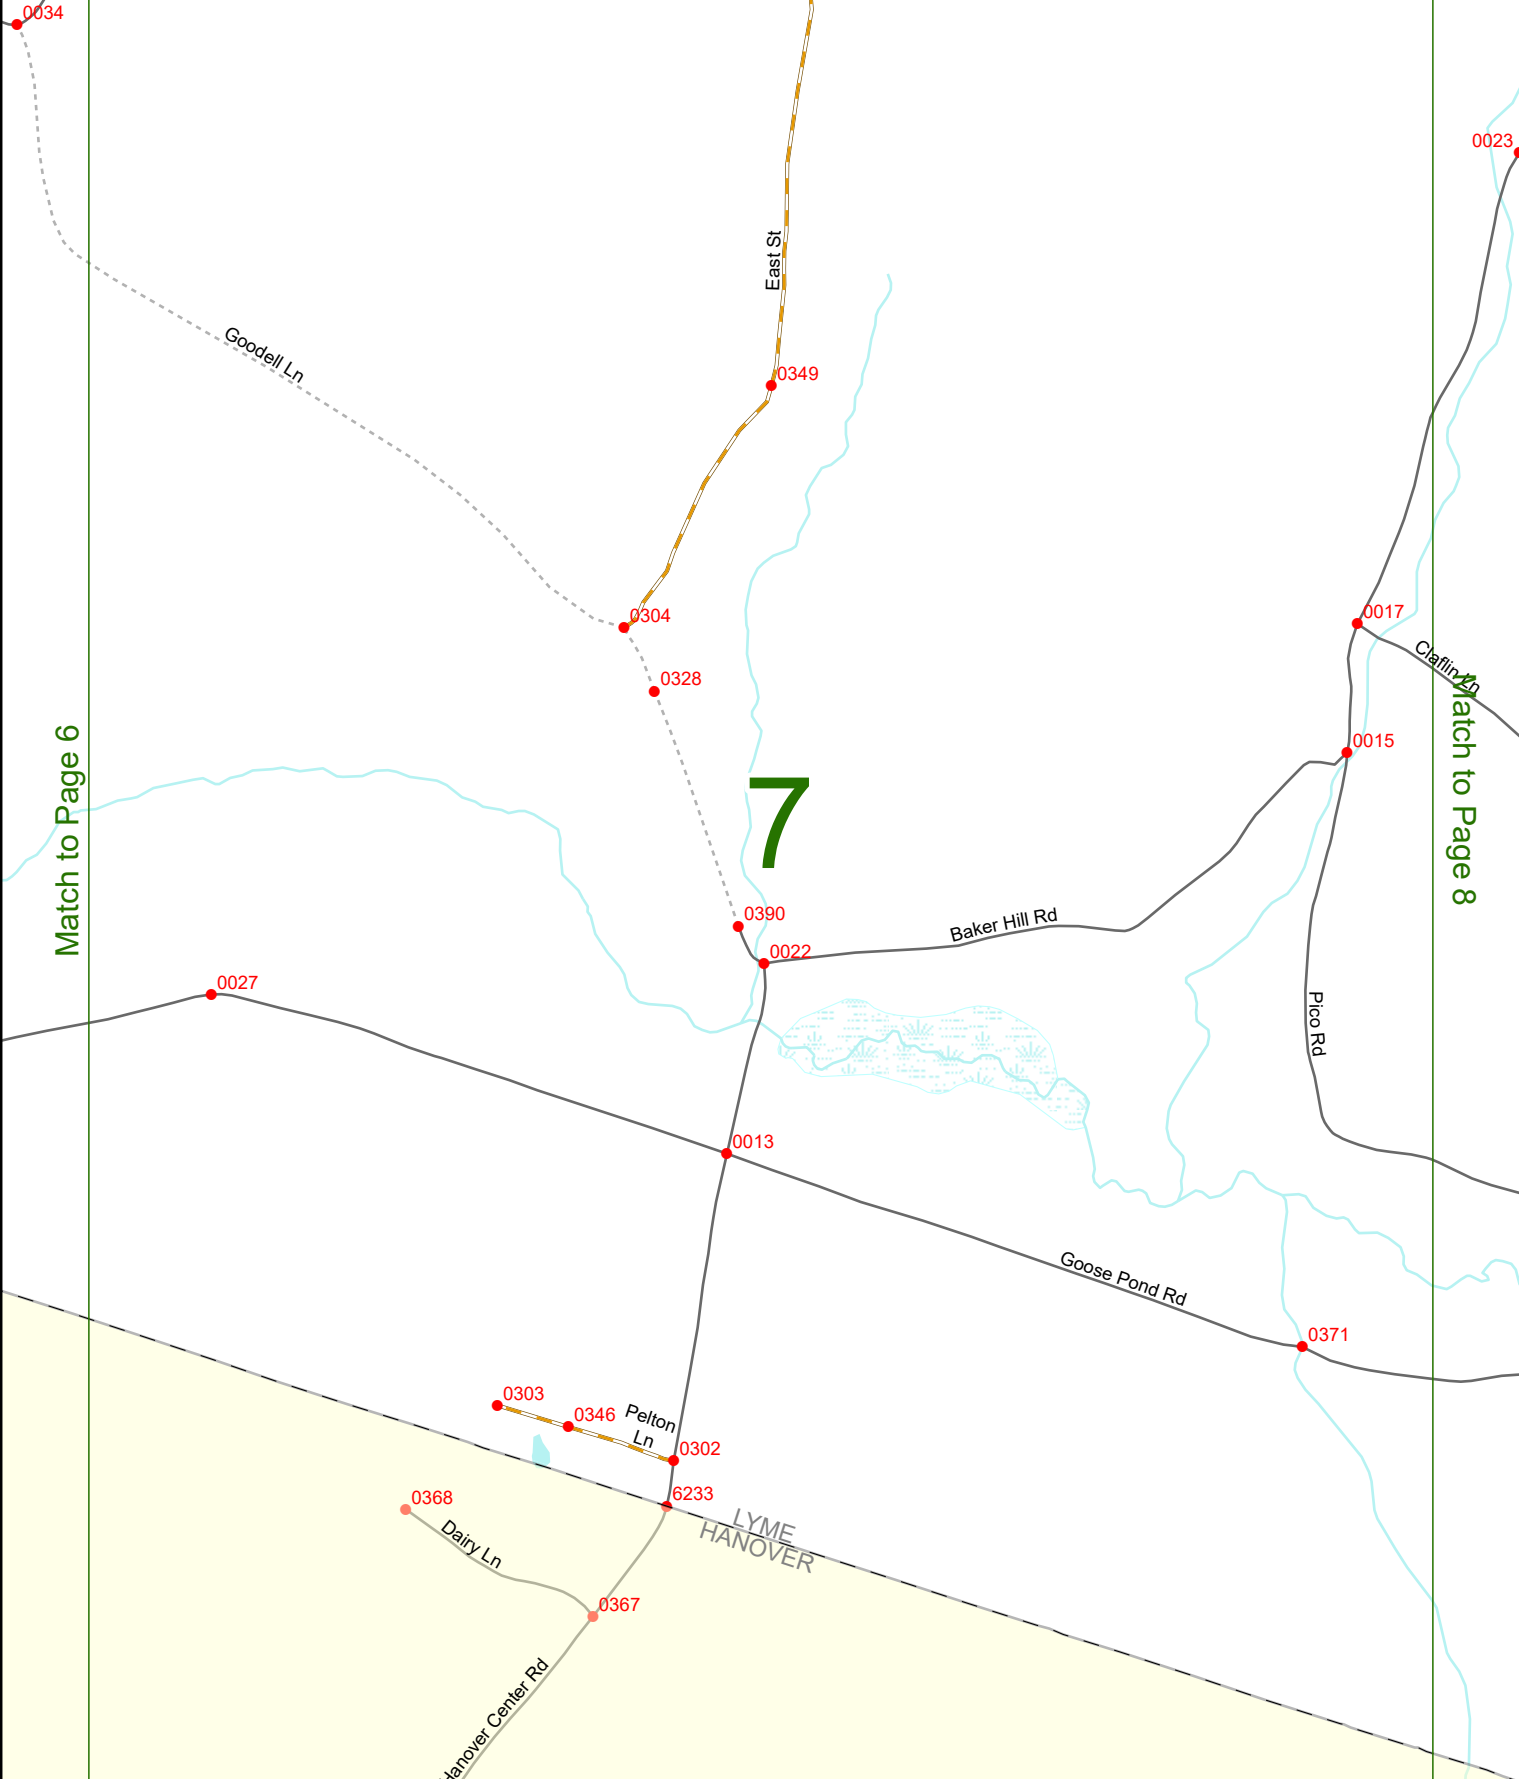 0034
0023
East St
Goodell Ln
0349
0304
0017
Claflin Ln
0328
Match to Page 6
Match to Page 8
0015
7
0390
Baker Hill Rd
0022
0027
Pico Rd
0013
Goose Pond Rd
0371
0303
0346
Pelton
Ln
0302
6233
0368
LYME
HANOVER
Dairy Ln
0367
Hanover Center Rd